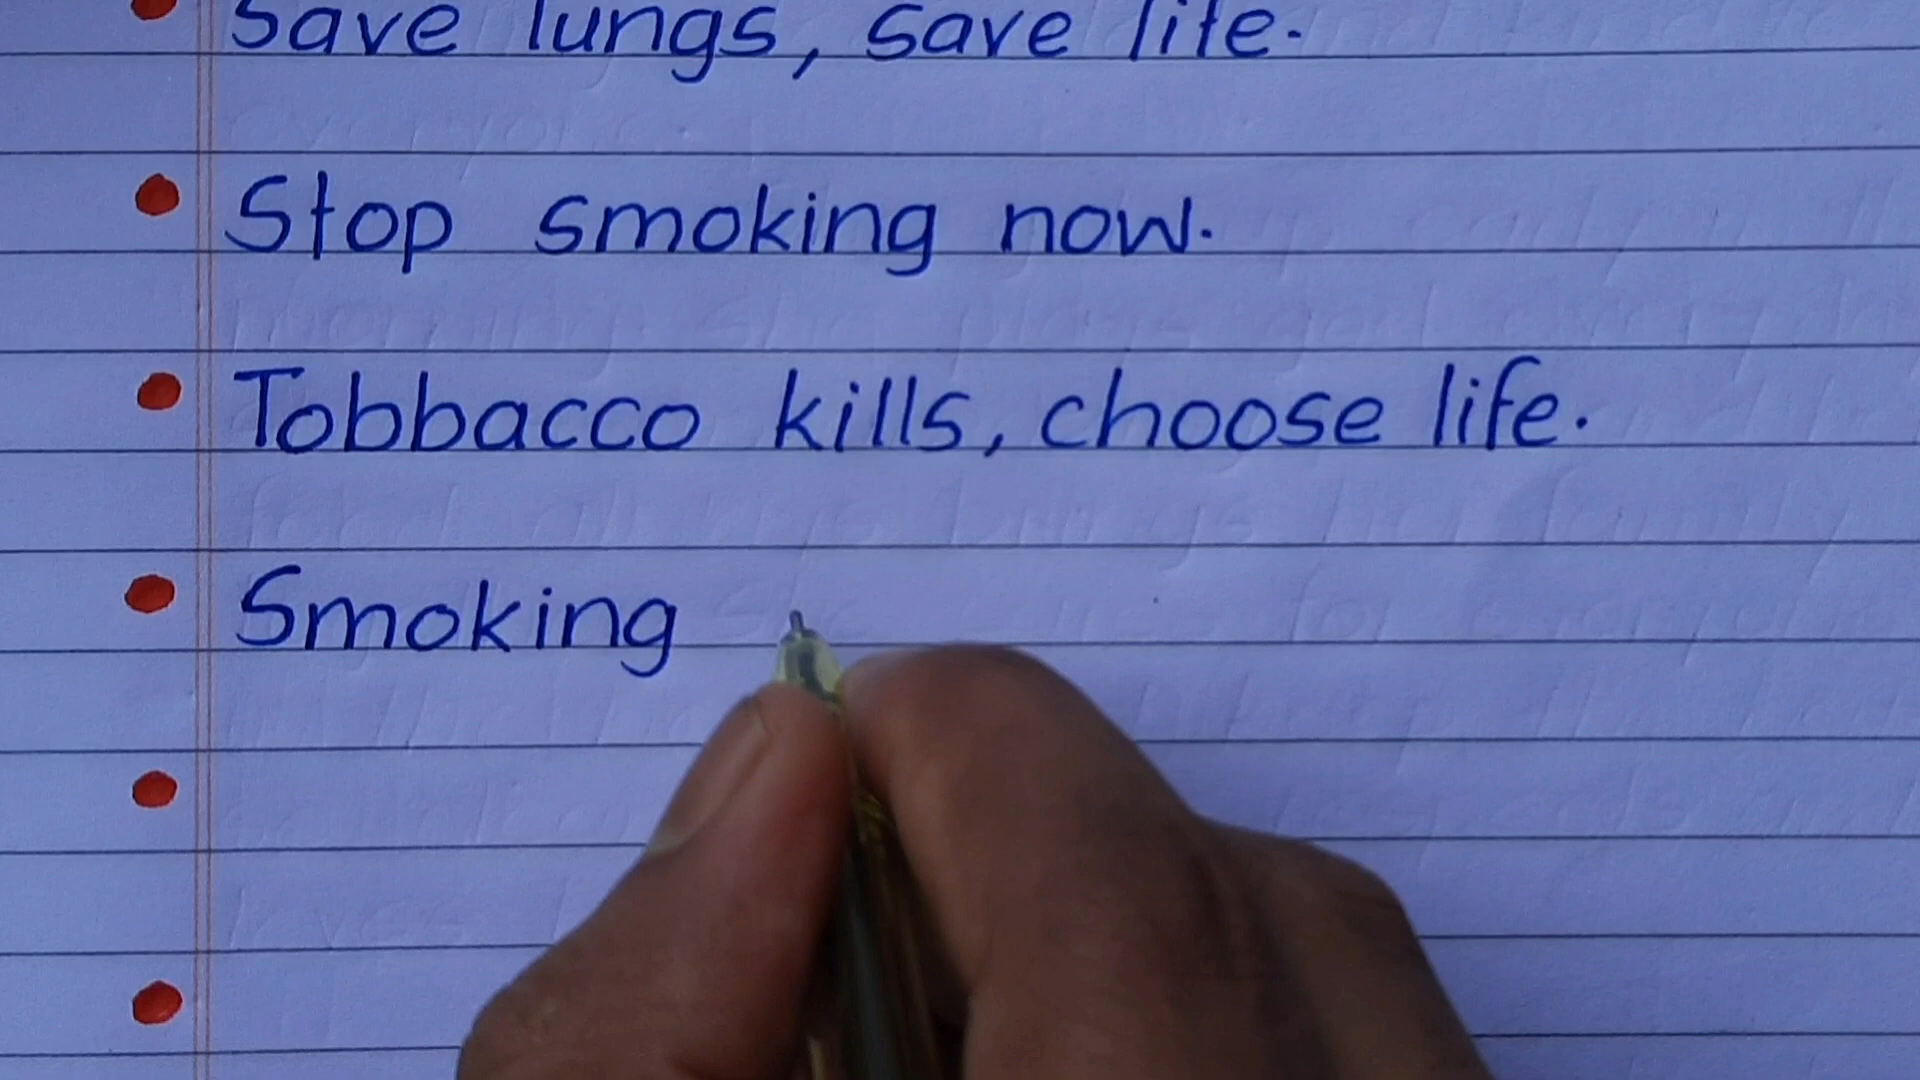 Save lungs, save life.
Stop smoking now.
Tobbacco kills, choose life.
Smoking